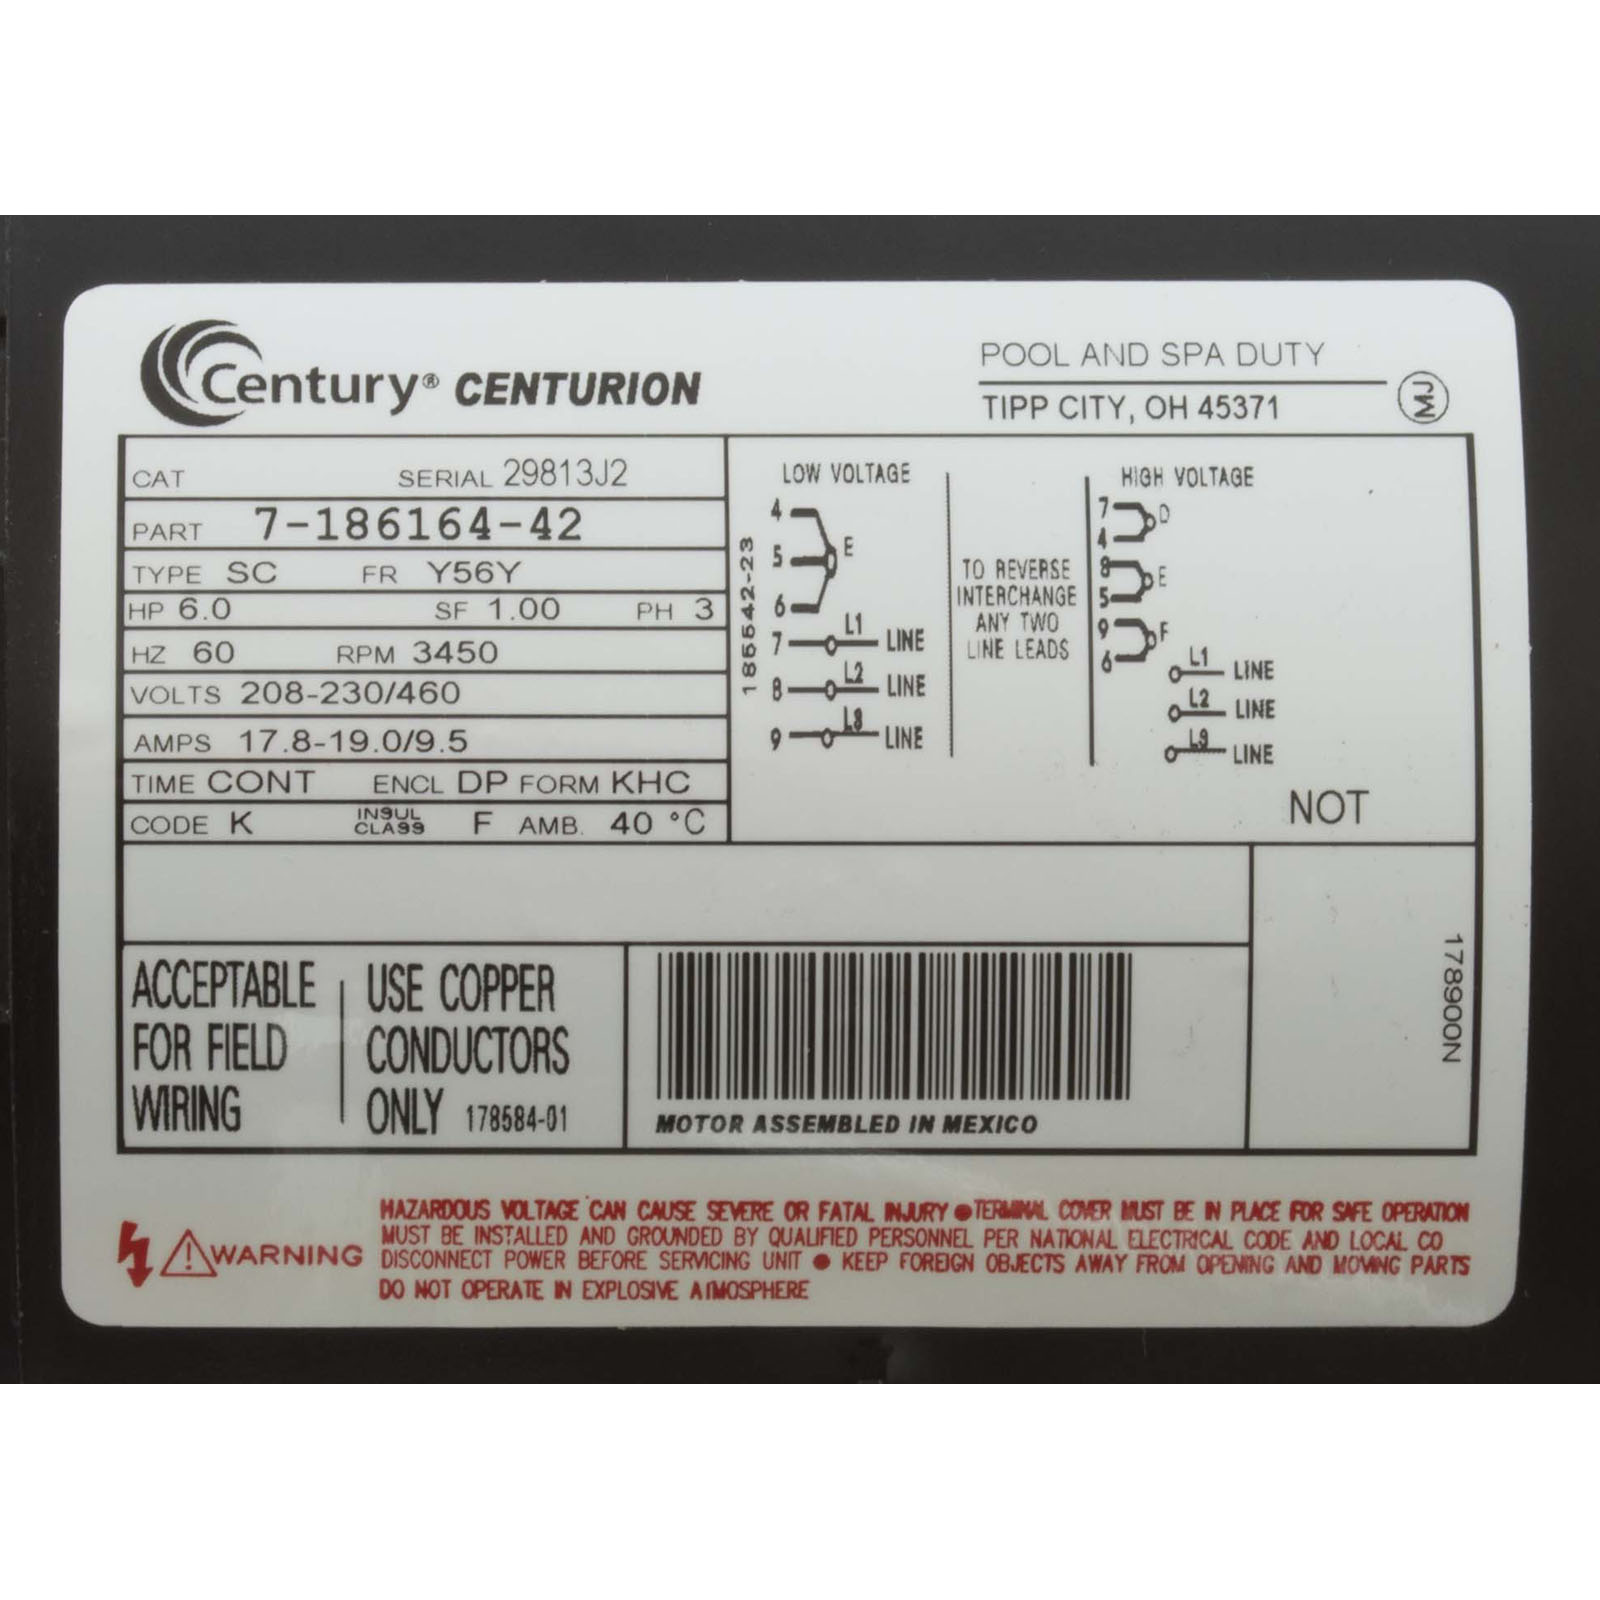 Century® CENTURION
POOL AND SPA DUTY
TIPP CITY, OH 45371
MJ
CAT SERIAL 29813J2
PART 7-186164-42
TYPE SC FR Y56Y
HP 6.0 SF 1.00 PH 3
HZ 60 RPM 3450
VOLTS 208-230/460
AMPS 17.8-19.0/9.5
TIME CONT ENCL DP FORM KHC
CODE K INSUL CLASS F AMB. 40 °C
185542-23
LOW VOLTAGE
4
5 E
6
7 L1 LINE
8 L2 LINE
9 L3 LINE
TO REVERSE
INTERCHANGE
ANY TWO
LINE LEADS
HIGH VOLTAGE
7 D
4
8 E
5
9 F
6
L1 LINE
L2 LINE
L3 LINE
NOT
178900N
ACCEPTABLE
FOR FIELD
WIRING
USE COPPER
CONDUCTORS
ONLY 178584-01
MOTOR ASSEMBLED IN MEXICO
WARNING
HAZARDOUS VOLTAGE CAN CAUSE SEVERE OR FATAL INJURY ● TERMINAL COVER MUST BE IN PLACE FOR SAFE OPERATION
MUST BE INSTALLED AND GROUNDED BY QUALIFIED PERSONNEL PER NATIONAL ELECTRICAL CODE AND LOCAL CO
DISCONNECT POWER BEFORE SERVICING UNIT ● KEEP FOREIGN OBJECTS AWAY FROM OPENING AND MOVING PARTS
DO NOT OPERATE IN EXPLOSIVE ATMOSPHERE